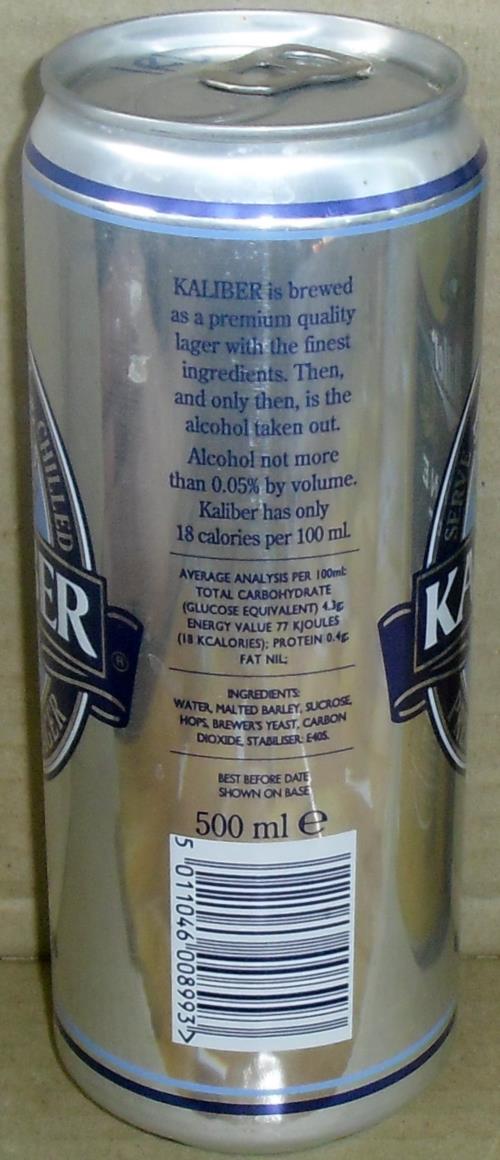 KALIBER is brewed
as a premium quality
lager with the finest
ingredients. Then,
and only then, is the
alcohol taken out.
Alcohol not more
than 0.05% by volume.
Kaliber has only
18 calories per 100 ml.
AVERAGE ANALYSIS PER 100ml:
TOTAL CARBOHYDRATE
(GLUCOSE EQUIVALENT) 4.3g;
ENERGY VALUE 77 KJOULES
(18 KCALORIES); PROTEIN 0.4g;
FAT NIL;
INGREDIENTS:
WATER, MALTED BARLEY, SUCROSE,
HOPS, BREWER'S YEAST, CARBON
DIOXIDE, STABILISER: E405.
BEST BEFORE DATE
SHOWN ON BASE
500 ml e
5 011046 008993>
CHILLED
ER
®
SERVE
KA